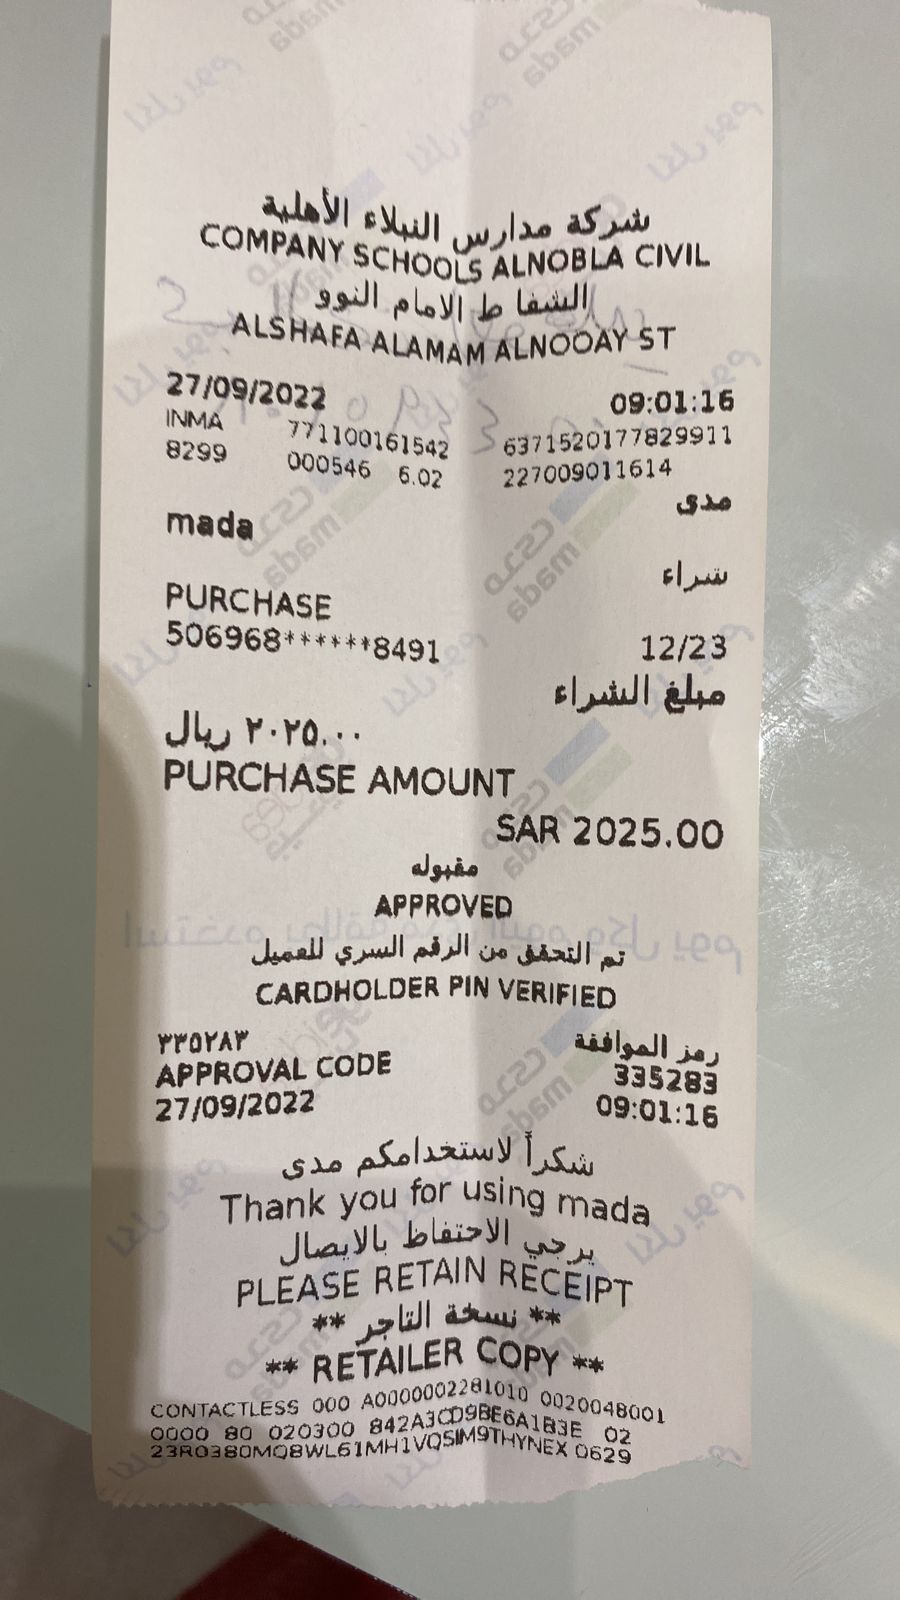 شركة مدارس النبلاء الأهلية
COMPANY SCHOOLS ALNOBLA CIVIL
الشفا ط الامام النوو
ALSHAFA ALAMAM ALNOOAY ST
27/09/2022 09:01:16
INMA 771100161542 6371520177829911
8299 000546 6.02 227009011614
مدى
mada
شراء
PURCHASE
506968******8491 12/23
مبلغ الشراء
٢٠٢٥.٠٠ ريال
PURCHASE AMOUNT
SAR 2025.00
مقبوله
APPROVED
تم التحقق من الرقم السري للعميل
CARDHOLDER PIN VERIFIED
رمز الموافقة ٣٣٥٢٨٣
APPROVAL CODE 335283
27/09/2022 09:01:16
شكراً لاستخدامكم مدى
Thank you for using mada
يرجي الاحتفاظ بالايصال
PLEASE RETAIN RECEIPT
** نسخة التاجر **
** RETAILER COPY **
CONTACTLESS 000 A0000002281010 0020048001
0000 80 020300 842A3CD9BE6A1B3E 02
23R0380MQ8WL61MH1VQSIM9THYNEX 0629